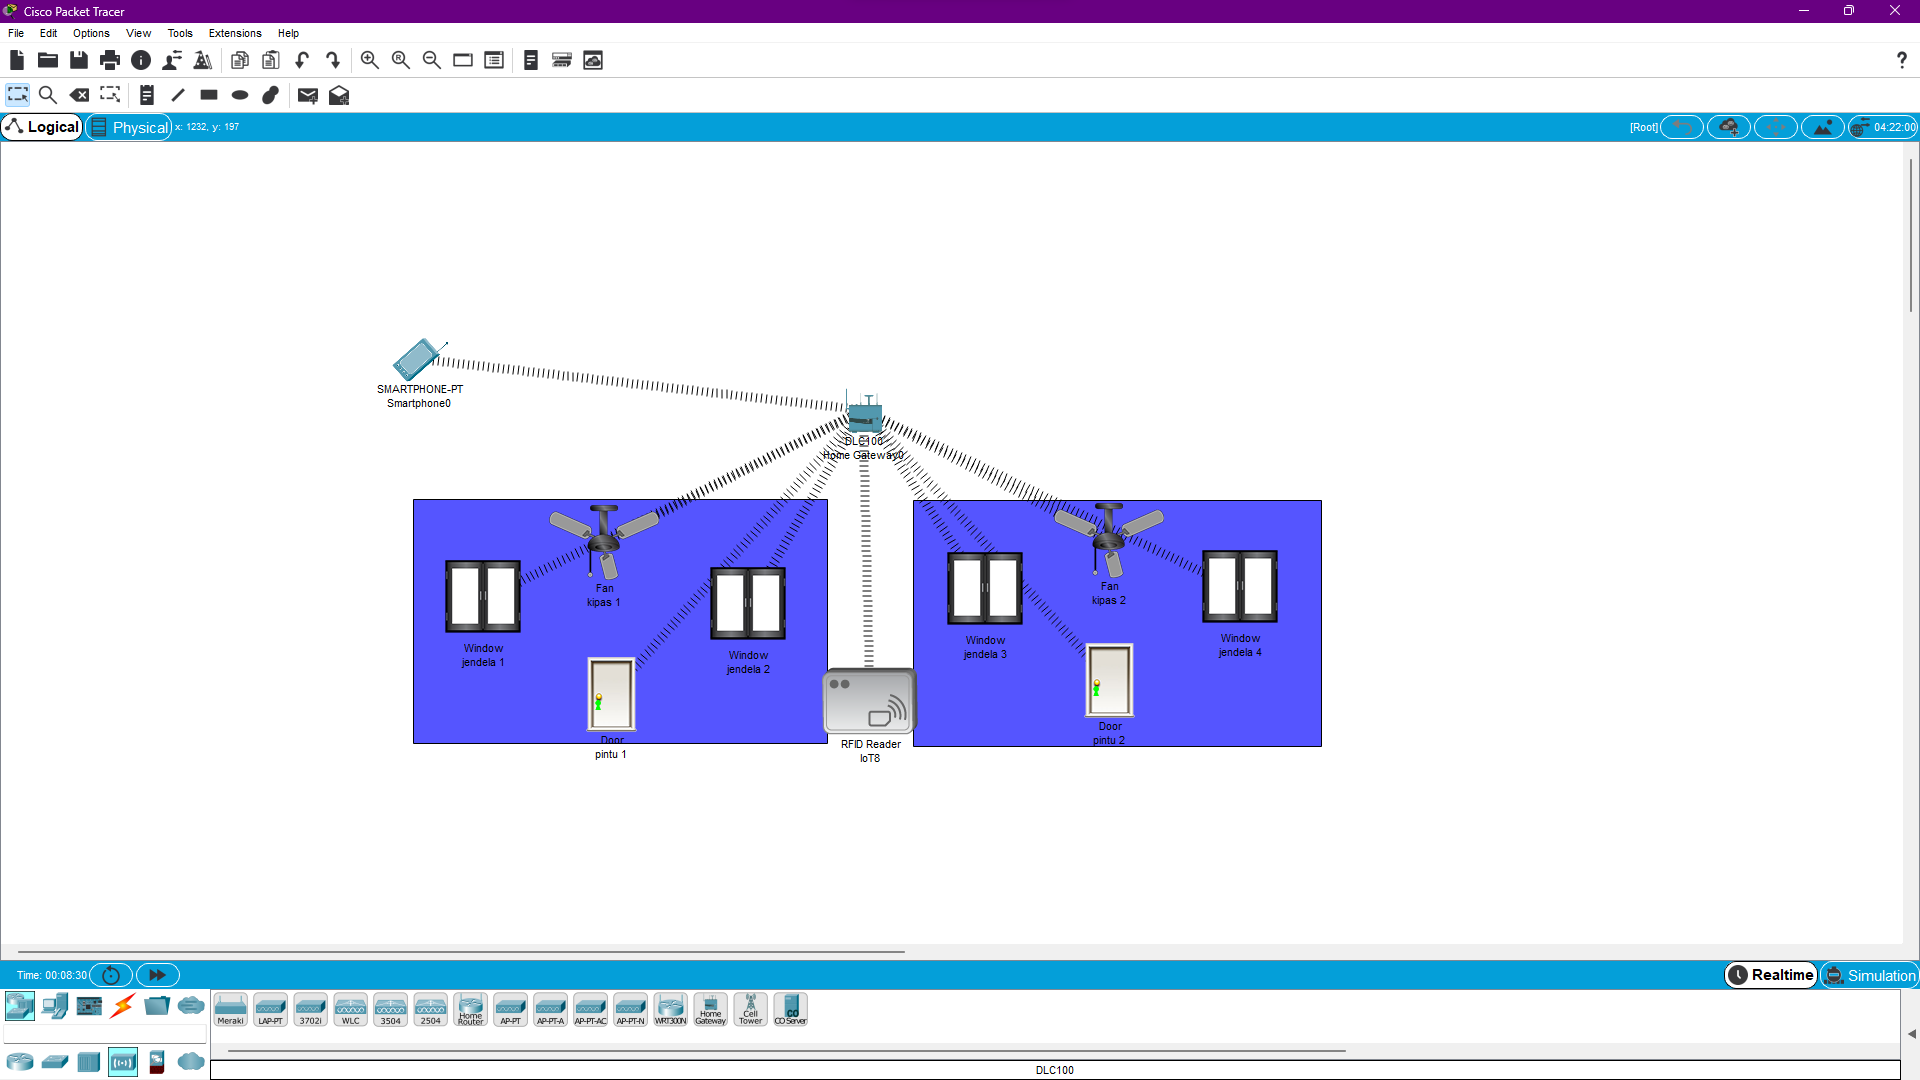 Cisco Packet Tracer
File Edit Options View Tools Extensions Help
Logical Physical x: 1232, y: 197 [Root] 04:22:00
SMARTPHONE-PT
Smartphone0
DLC100
Home Gateway0
Fan
kipas 1
Window
jendela 1
Window
jendela 2
Door
pintu 1
RFID Reader
IoT8
Window
jendela 3
Fan
kipas 2
Window
jendela 4
Door
pintu 2
Time: 00:08:30 Realtime Simulation
Meraki LAP-PT 3702i WLC 3504 2504 Home Router AP-PT AP-PT-A AP-PT-AC AP-PT-N WRT300N Home Gateway Cell Tower CO Server
DLC100